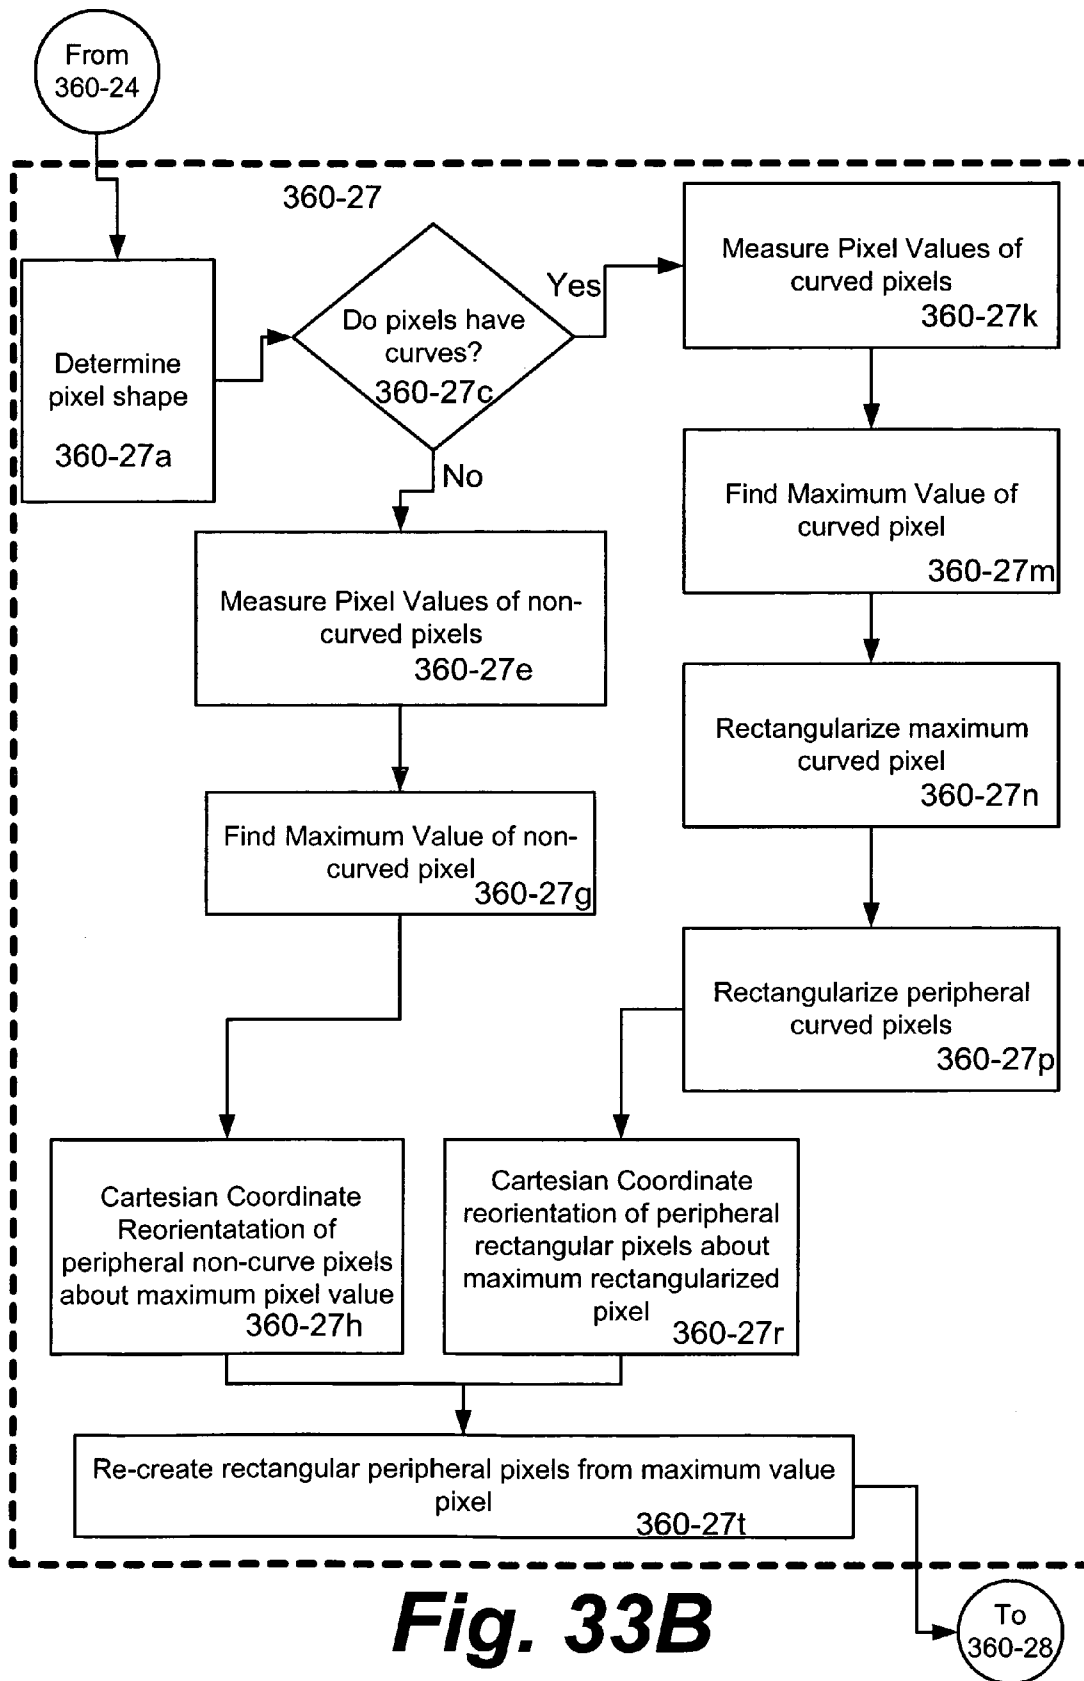 From
360-24
360-27
Determine
pixel shape
360-27a
Do pixels have
curves?
360-27c
Yes
No
Measure Pixel Values of
curved pixels
360-27k
Find Maximum Value of
curved pixel
360-27m
Rectangularize maximum
curved pixel
360-27n
Rectangularize peripheral
curved pixels
360-27p
Measure Pixel Values of non-
curved pixels
360-27e
Find Maximum Value of non-
curved pixel
360-27g
Cartesian Coordinate
Reorientatation of
peripheral non-curve pixels
about maximum pixel value
360-27h
Cartesian Coordinate
reorientation of peripheral
rectangular pixels about
maximum rectangularized
pixel
360-27r
Re-create rectangular peripheral pixels from maximum value
pixel
360-27t
To
360-28
Fig. 33B